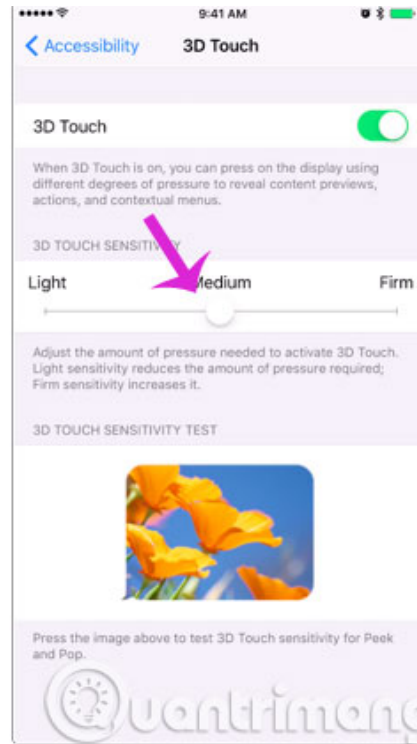 9:41 AM
Accessibility
3D Touch
3D Touch
When 3D Touch is on, you can press on the display using
different degrees of pressure to reveal content previews,
actions, and contextual menus.
3D TOUCH SENSITIVITY
Light Medium Firm
Adjust the amount of pressure needed to activate 3D Touch.
Light sensitivity reduces the amount of pressure required;
Firm sensitivity increases it.
3D TOUCH SENSITIVITY TEST
Press the image above to test 3D Touch sensitivity for Peek
and Pop.
Quantrimang